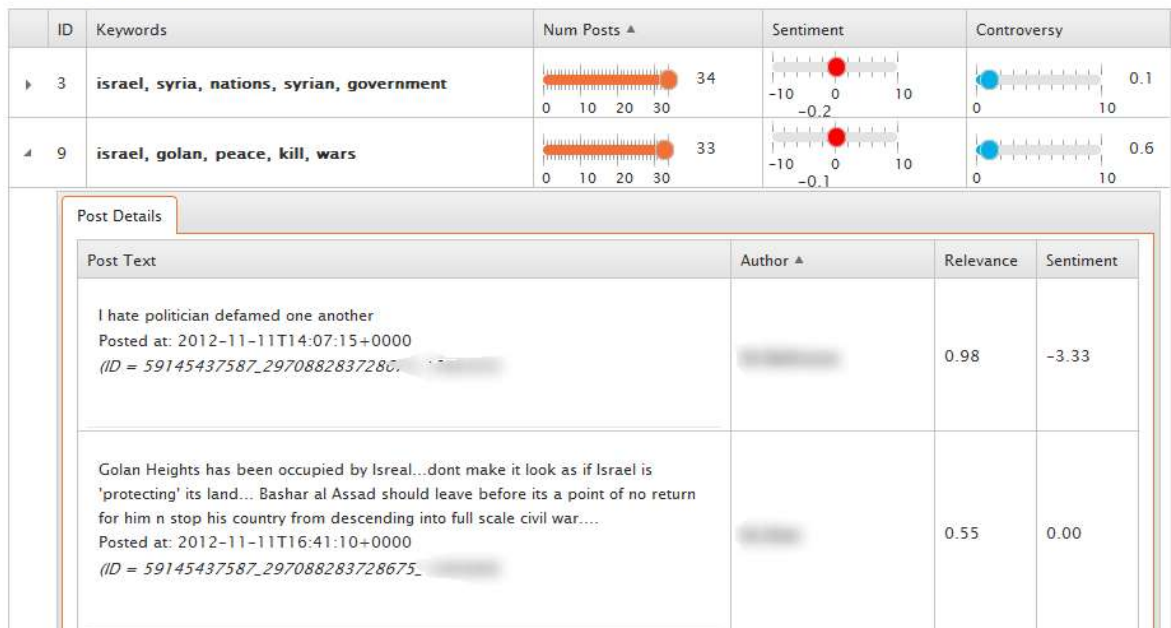 ID Keywords Num Posts ▲ Sentiment Controversy
3 israel, syria, nations, syrian, government 34 0.1
0 10 20 30 -10 0 10 0 10
-0.2
9 israel, golan, peace, kill, wars 33 0.6
0 10 20 30 -10 0 10 0 10
-0.1
Post Details
Post Text Author ▲ Relevance Sentiment
I hate politician defamed one another
Posted at: 2012-11-11T14:07:15+0000
(ID = 59145437587_29708828372867
0.98 -3.33
Golan Heights has been occupied by Isreal...dont make it look as if Israel is
'protecting' its land... Bashar al Assad should leave before its a point of no return
for him n stop his country from descending into full scale civil war....
Posted at: 2012-11-11T16:41:10+0000
(ID = 59145437587_297088283728675_
0.55 0.00